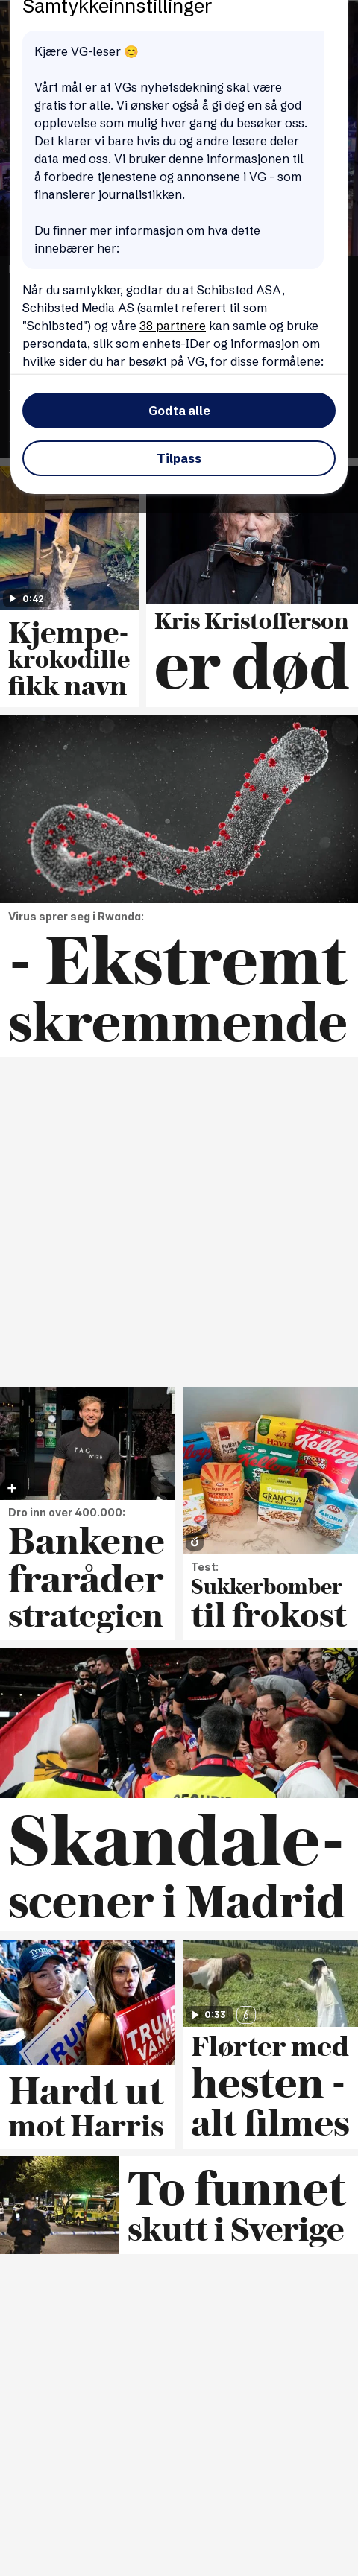 Samtykkeinnstillinger
Kjære VG-leser 😊
Vårt mål er at VGs nyhetsdekning skal være
gratis for alle. Vi ønsker også å gi deg en så god
opplevelse som mulig hver gang du besøker oss.
Det klarer vi bare hvis du og andre lesere deler
data med oss. Vi bruker denne informasjonen til
å forbedre tjenestene og annonsene i VG - som
finansierer journalistikken.
Du finner mer informasjon om hva dette
innebærer her:
Når du samtykker, godtar du at Schibsted ASA,
Schibsted Media AS (samlet referert til som
"Schibsted") og våre 38 partnere kan samle og bruke
persondata, slik som enhets-IDer og informasjon om
hvilke sider du har besøkt på VG, for disse formålene:
Godta alle
Tilpass
0:42
Kjempe-
krokodille
fikk navn
Kris Kristofferson
er død
Virus sprer seg i Rwanda:
- Ekstremt
skremmende
TAG
Dro inn over 400.000:
Bankene
fraråder
strategien
Havre
Kellogg's
GRANOLA
AXA
Test:
Sukkerbomber
til frokost
Skandale-
scener i Madrid
TRUMP
VANCE
Hardt ut
mot Harris
0:33
6
Flørter med
hesten -
alt filmes
To funnet
skutt i Sverige